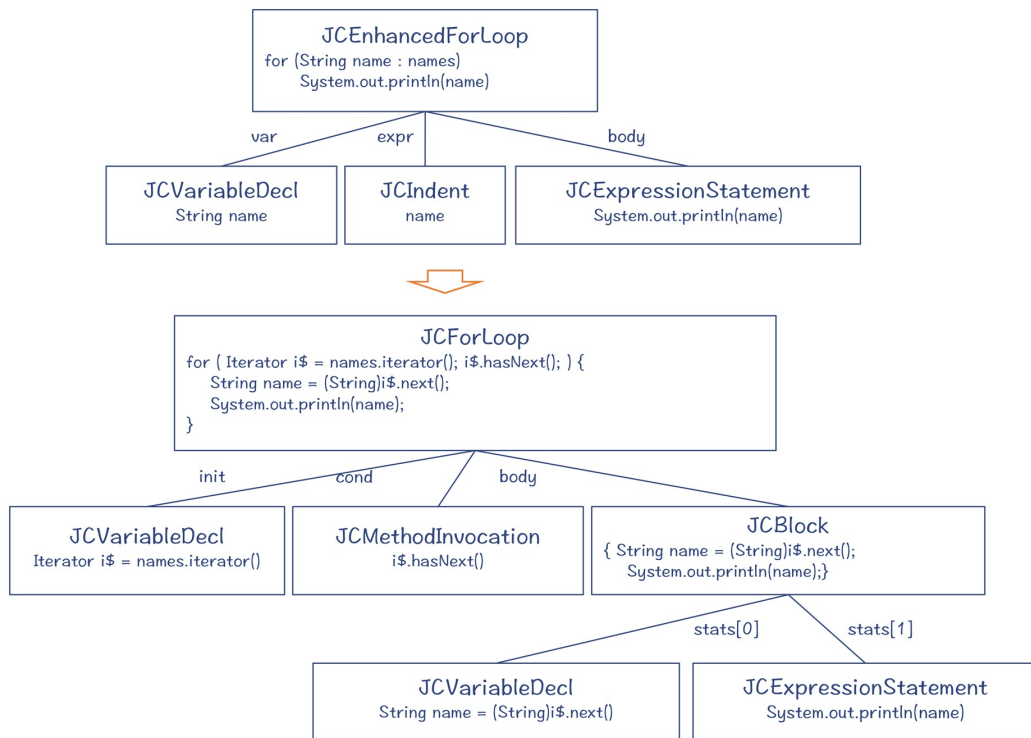 JCEnhancedForLoop
for (String name : names)
System.out.println(name)
var
expr
body
JCVariableDecl
String name
JCIndent
name
JCExpressionStatement
System.out.println(name)
JCForLoop
for ( Iterator i$ = names.iterator(); i$.hasNext(); ) {
String name = (String)i$.next();
System.out.println(name);
}
init
cond
body
JCVariableDecl
Iterator i$ = names.iterator()
JCMethodInvocation
i$.hasNext()
JCBlock
{ String name = (String)i$.next();
System.out.println(name);}
stats[0]
stats[1]
JCVariableDecl
String name = (String)i$.next()
JCExpressionStatement
System.out.println(name)